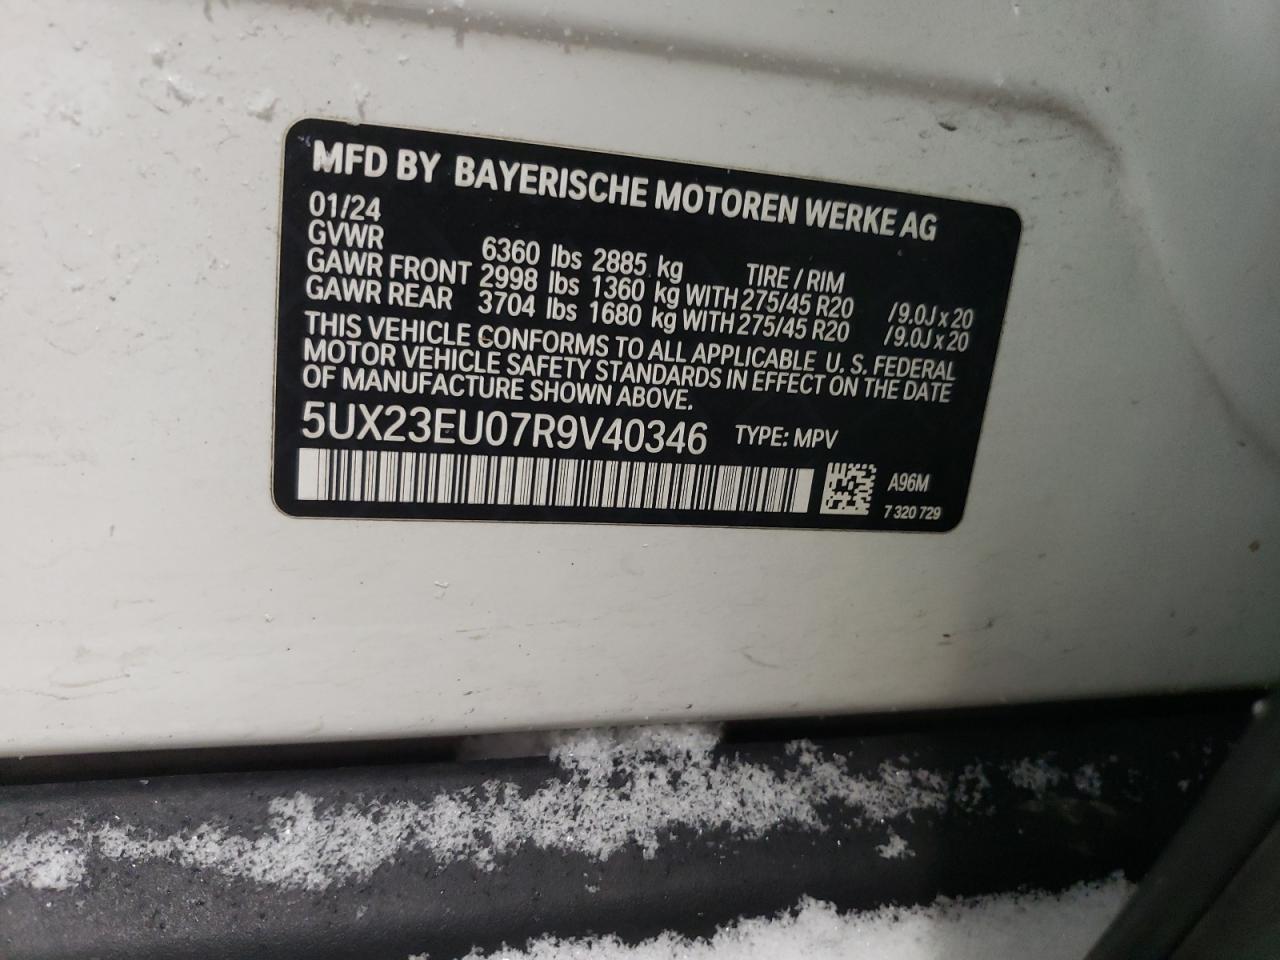 MFD BY BAYERISCHE MOTOREN WERKE AG
01/24
GVWR 6360 lbs 2885 kg TIRE / RIM
GAWR FRONT 2998 lbs 1360 kg WITH 275/45 R20 /9.0J x 20
GAWR REAR 3704 lbs 1680 kg WITH 275/45 R20 /9.0J x 20
THIS VEHICLE CONFORMS TO ALL APPLICABLE U. S. FEDERAL
MOTOR VEHICLE SAFETY STANDARDS IN EFFECT ON THE DATE
OF MANUFACTURE SHOWN ABOVE.
5UX23EU07R9V40346 TYPE: MPV
A96M
7 320 729